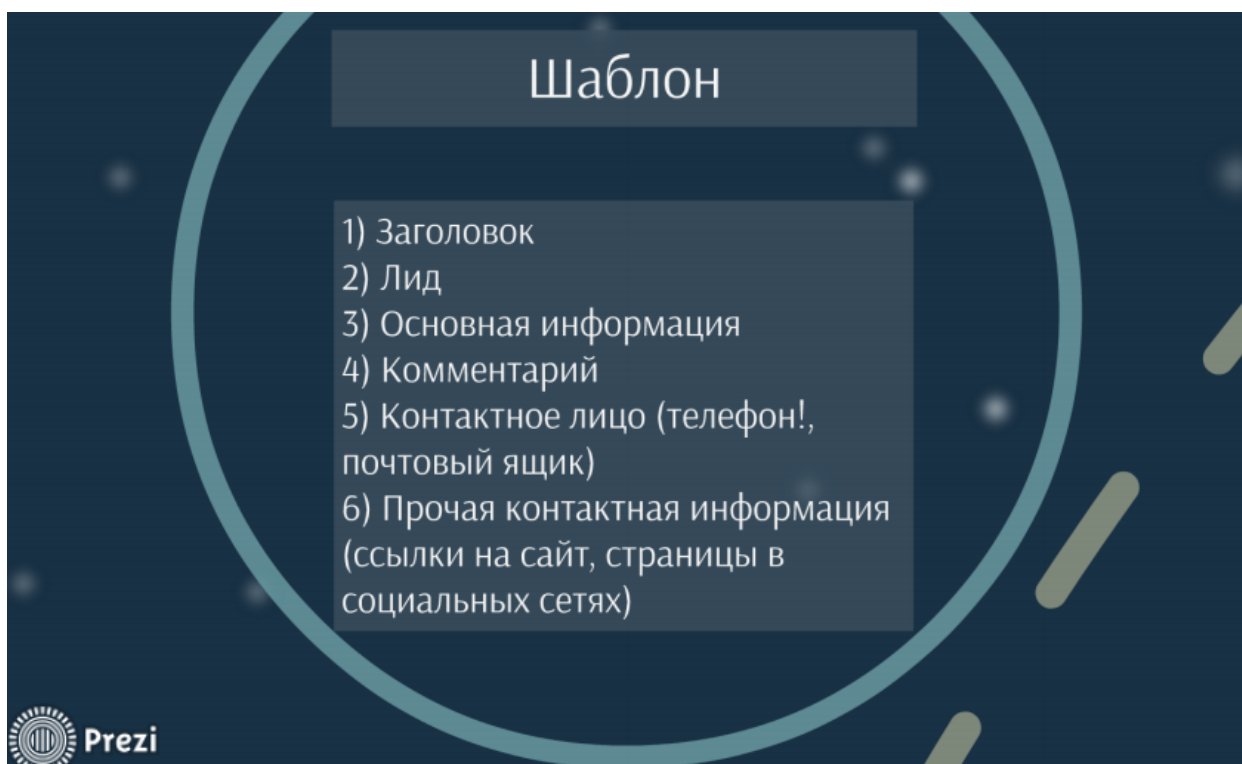 Шаблон
1) Заголовок
2) Лид
3) Основная информация
4) Комментарий
5) Контактное лицо (телефон!,
почтовый ящик)
6) Прочая контактная информация
(ссылки на сайт, страницы в
социальных сетях)
Prezi